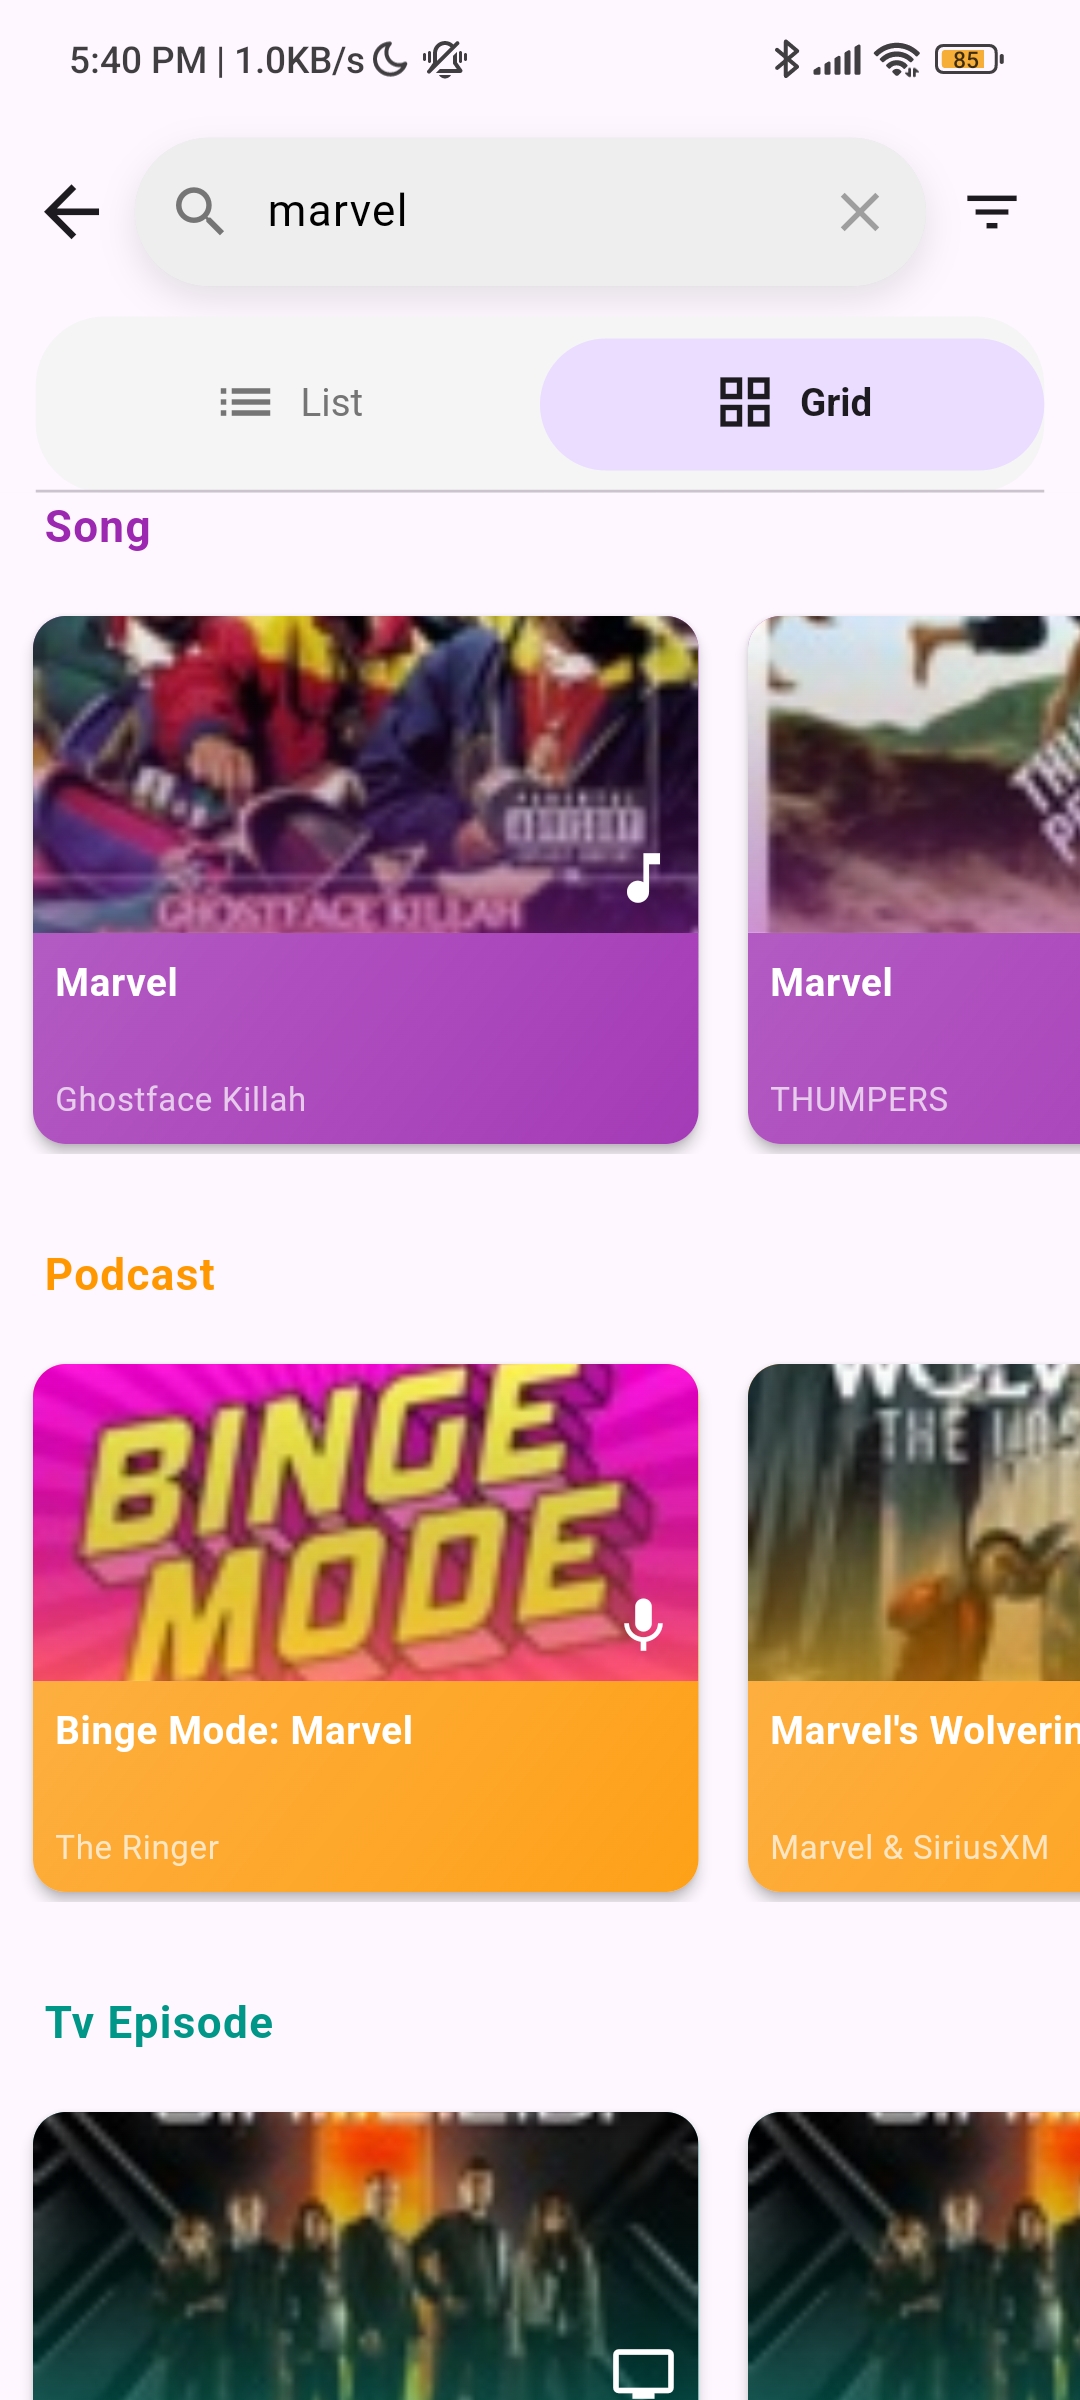 5:40 PM | 1.0KB/s
85
marvel
List
Grid
Song
GHOSTFACE KILLAH
Marvel
Ghostface Killah
Marvel
THUMPERS
Podcast
BINGE
MODE
THE
Binge Mode: Marvel
The Ringer
Marvel's Wolverin
Marvel & SiriusXM
Tv Episode